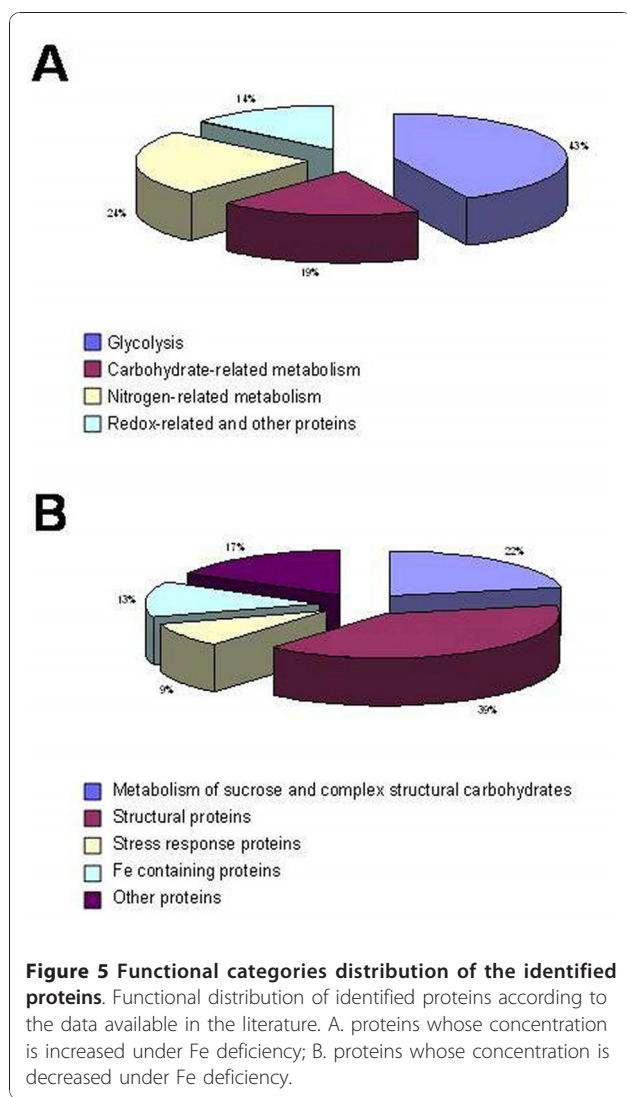 A
14%
43%
24%
19%
Glycolysis
Carbohydrate-related metabolism
Nitrogen-related metabolism
Redox-related and other proteins
B
17%
22%
13%
9%
39%
Metabolism of sucrose and complex structural carbohydrates
Structural proteins
Stress response proteins
Fe containing proteins
Other proteins
Figure 5 Functional categories distribution of the identified
proteins. Functional distribution of identified proteins according to
the data available in the literature. A. proteins whose concentration
is increased under Fe deficiency; B. proteins whose concentration is
decreased under Fe deficiency.